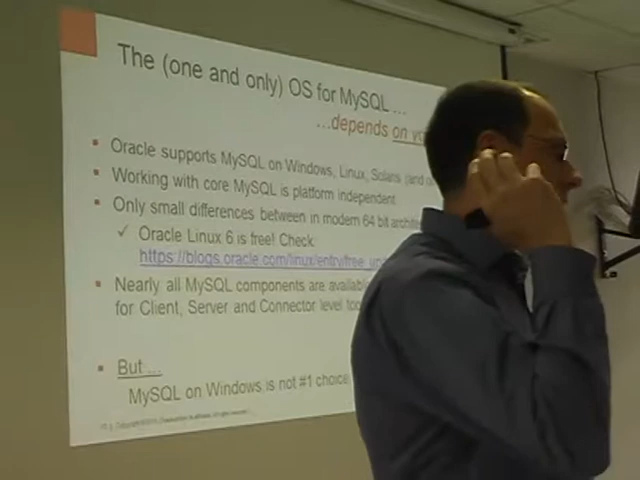 The (one and only) OS for MySQL ...
...depends on
Oracle supports MySQL on Windows, Linux, Solaris (and
Working with core MySQL is platform independent
Only small differences between in modern 64 bit
✓ Oracle Linux 6 is free! Check
https://blogs.oracle.com/linux/entry/free
Nearly all MySQL components are
for Client, Server and Connector level
But ...
MySQL on Windows is not #1 choice